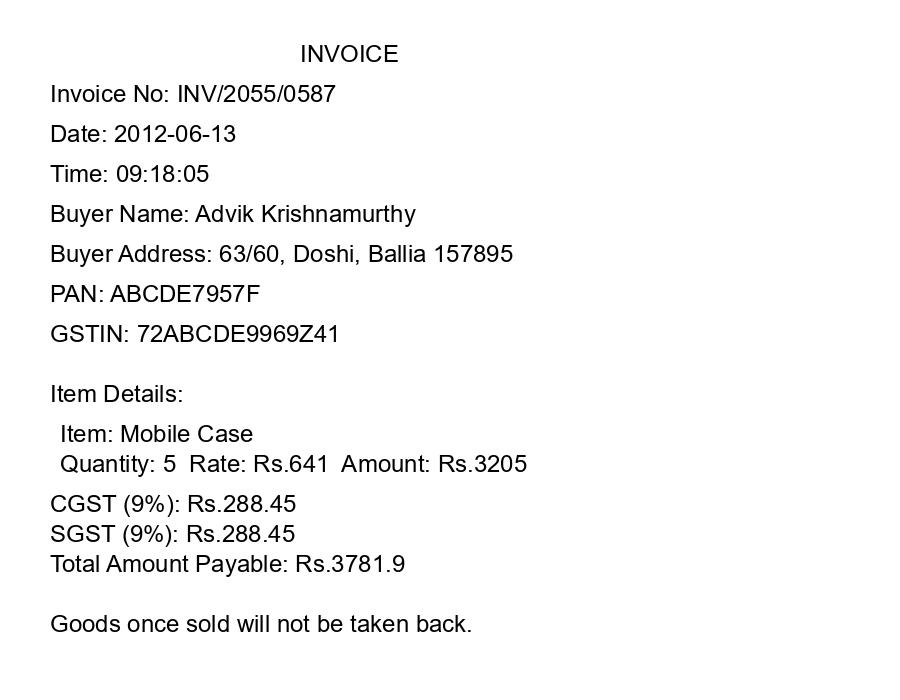 INVOICE
Invoice No: INV/2055/0587
Date: 2012-06-13
Time: 09:18:05
Buyer Name: Advik Krishnamurthy
Buyer Address: 63/60, Doshi, Ballia 157895
PAN: ABCDE7957F
GSTIN: 72ABCDE9969Z41
Item Details:
Item: Mobile Case
Quantity: 5  Rate: Rs.641  Amount: Rs.3205
CGST (9%): Rs.288.45
SGST (9%): Rs.288.45
Total Amount Payable: Rs.3781.9
Goods once sold will not be taken back.